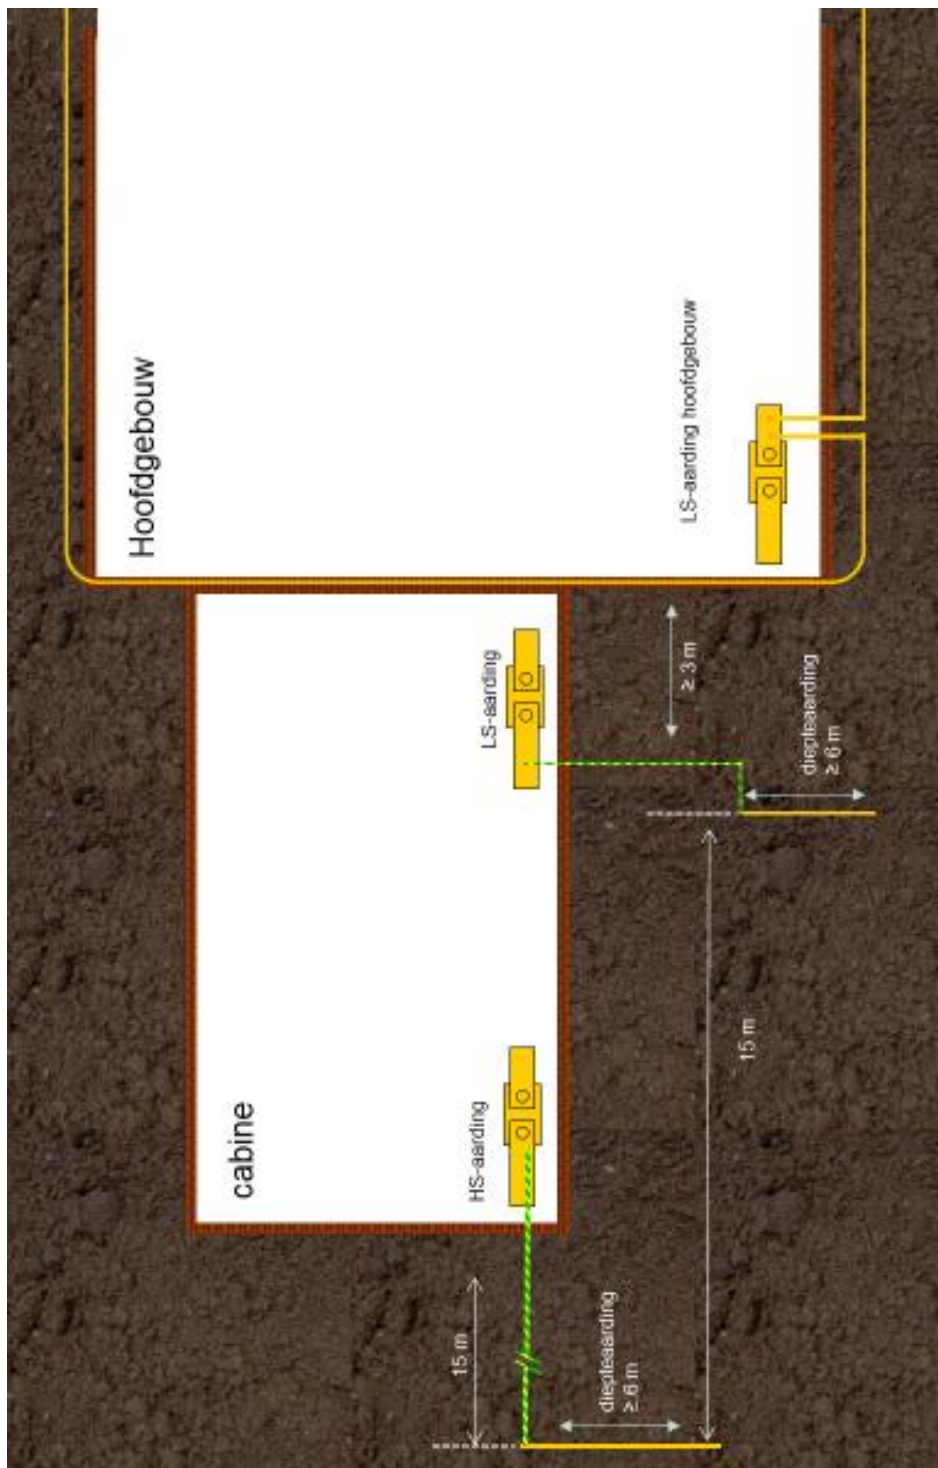 Hoofdgebouw
LS-aarding hoofdgebouw
LS-aarding
≥ 3 m
diepteaarding
≥ 6 m
15 m
cabine
HS-aarding
15 m
diepteaarding
≥ 6 m